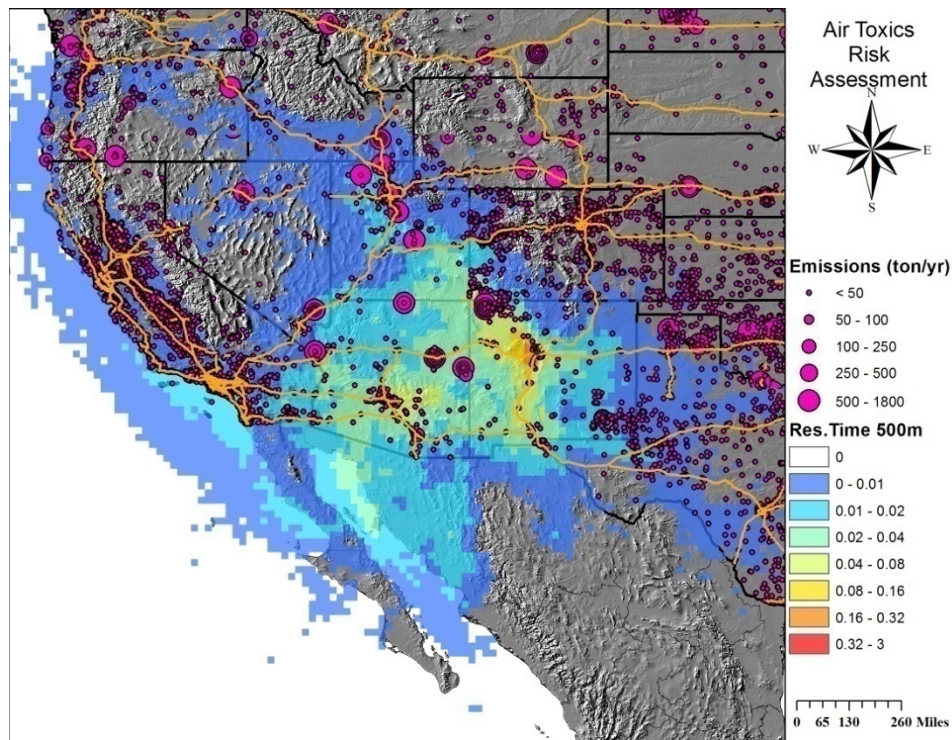 Air Toxics
Risk
Assessment
N
W
E
S
Emissions (ton/yr)
< 50
50 - 100
100 - 250
250 - 500
500 - 1800
Res.Time 500m
0
0 - 0.01
0.01 - 0.02
0.02 - 0.04
0.04 - 0.08
0.08 - 0.16
0.16 - 0.32
0.32 - 3
0 65 130 260 Miles